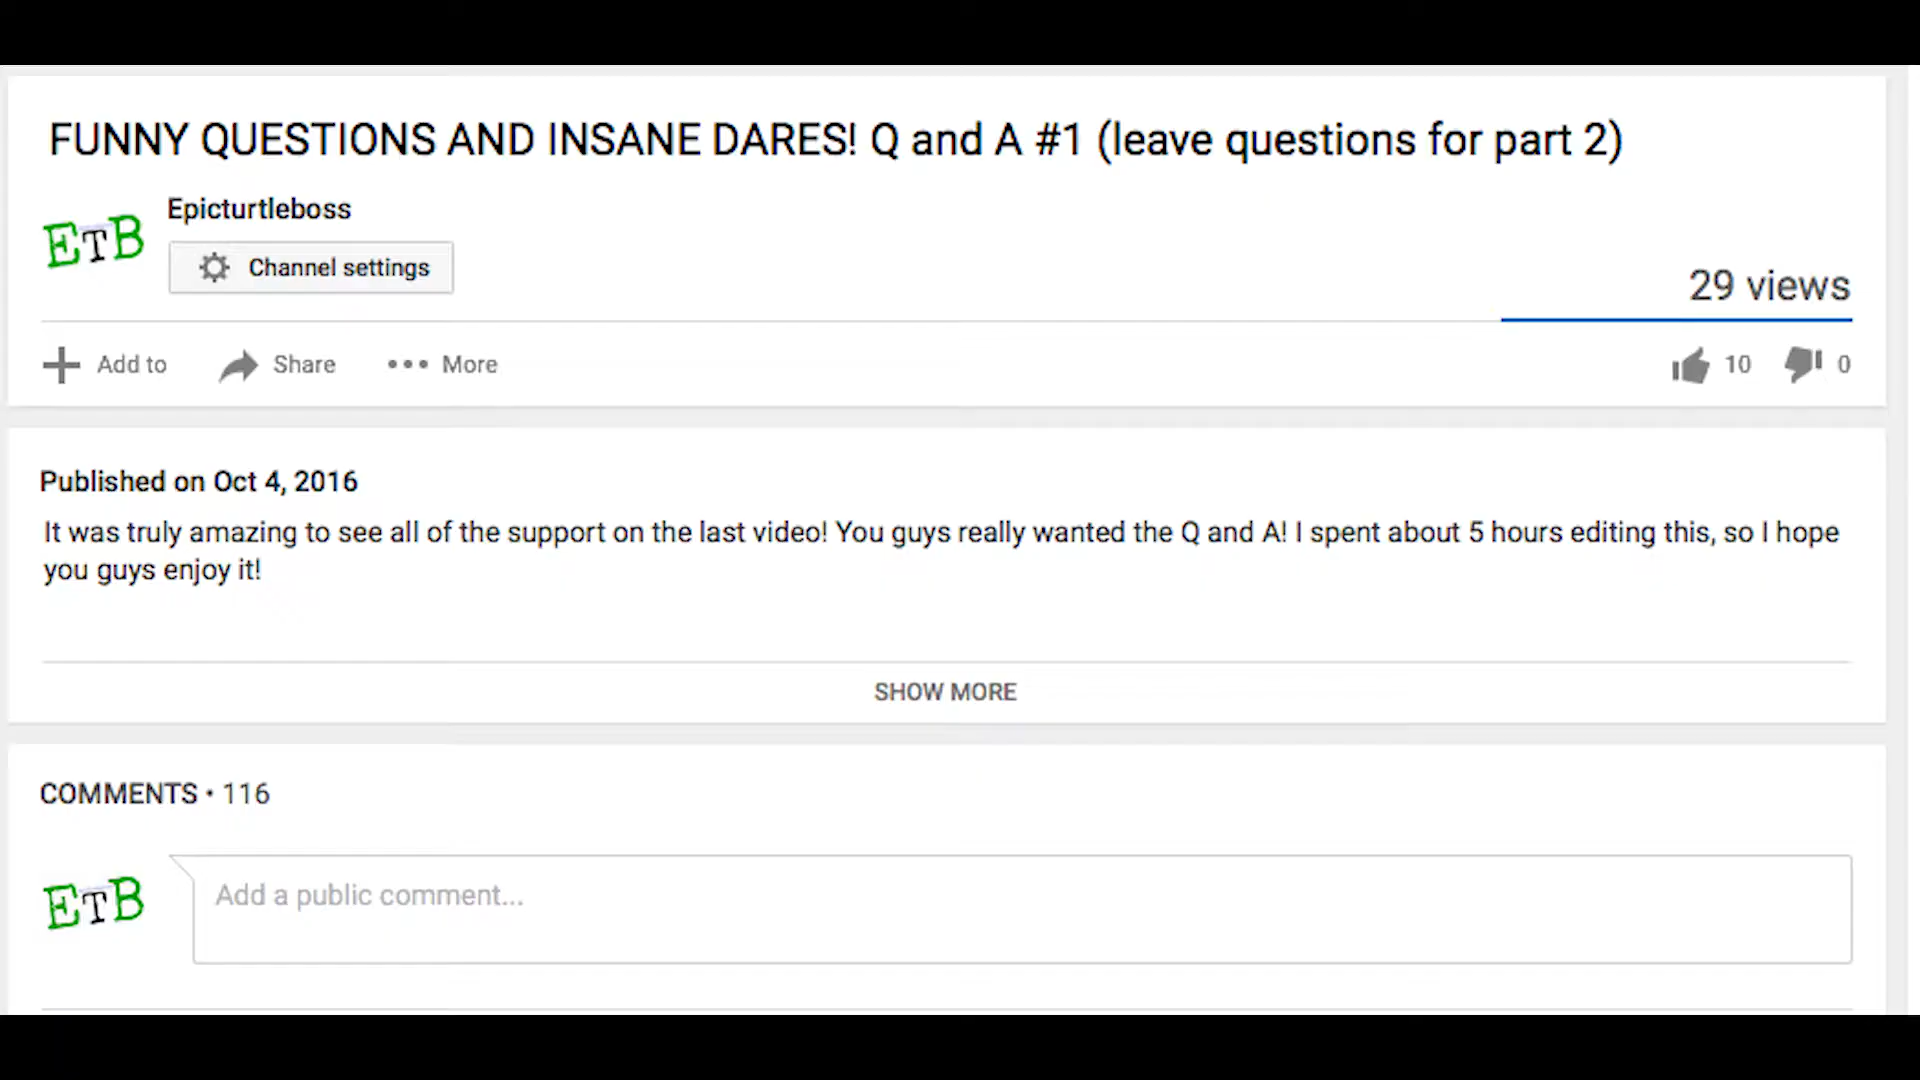 FUNNY QUESTIONS AND INSANE DARES! Q and A #1 (leave questions for part 2)
ETB
Epicturtleboss
Channel settings
29 views
Add to
Share
More
10
0
Published on Oct 4, 2016
It was truly amazing to see all of the support on the last video! You guys really wanted the Q and A! I spent about 5 hours editing this, so I hope
you guys enjoy it!
SHOW MORE
COMMENTS • 116
ETB
Add a public comment...